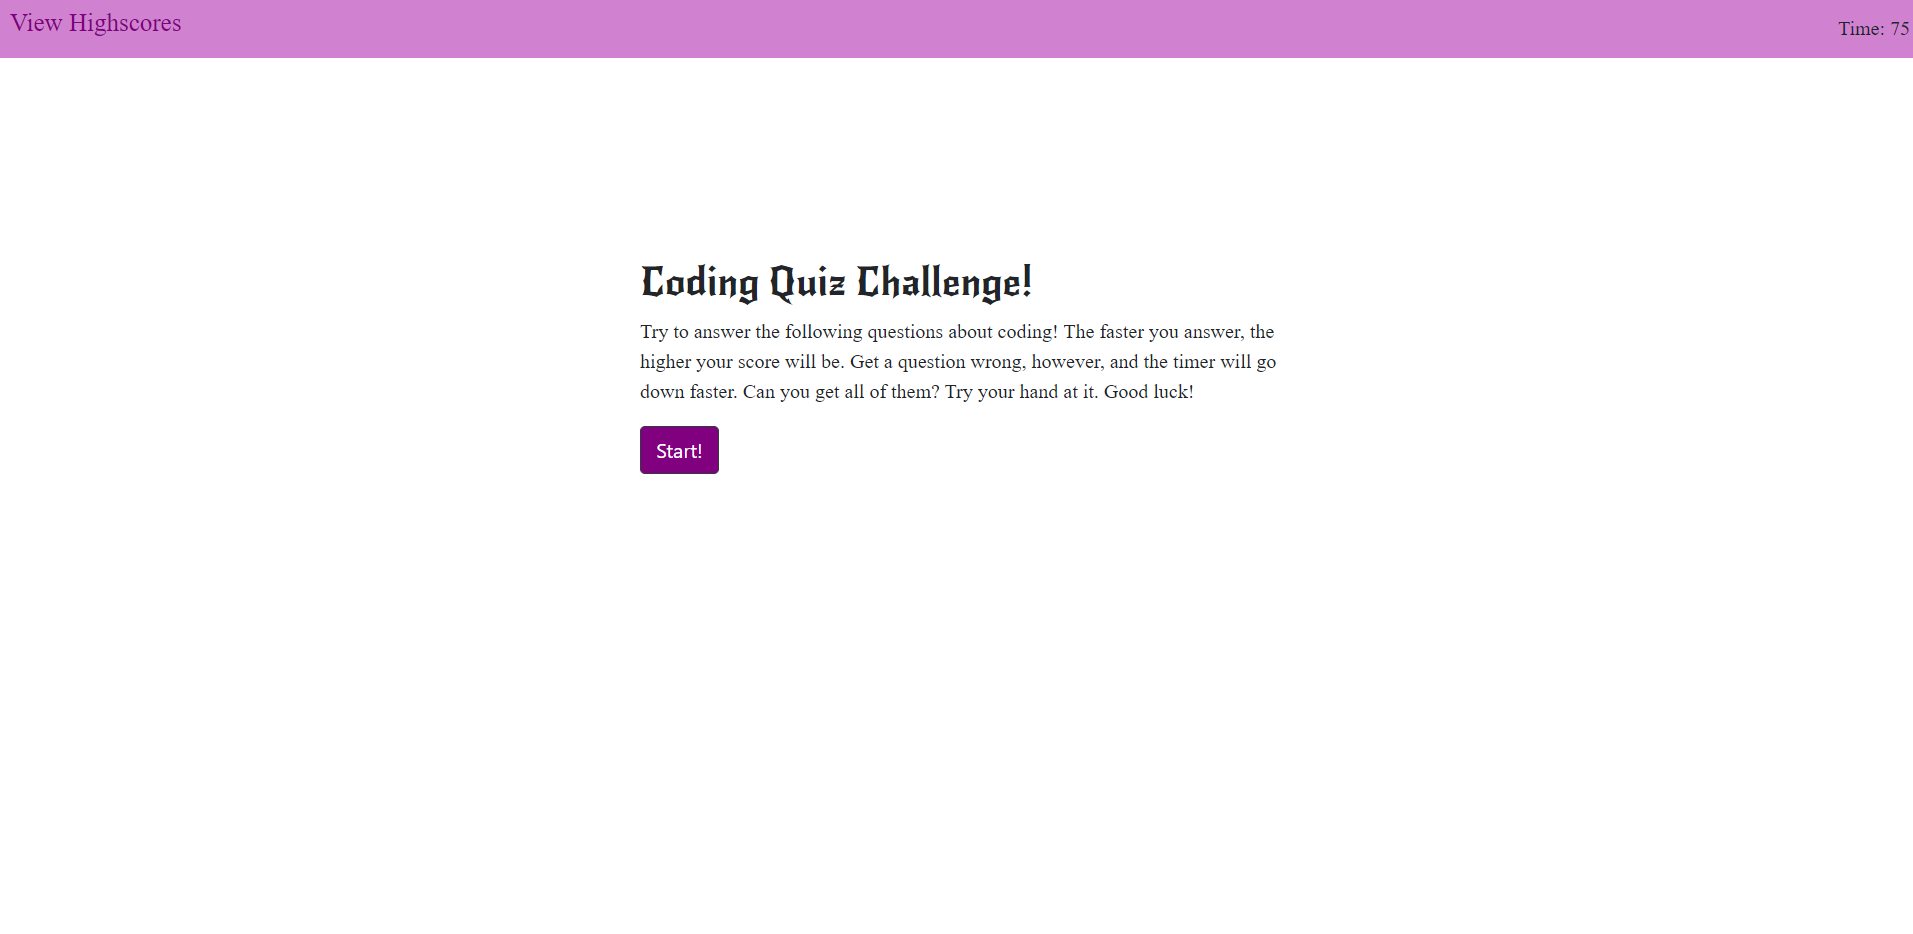 View Highscores
Time: 75
Coding Quiz Challenge!
Try to answer the following questions about coding! The faster you answer, the
higher your score will be. Get a question wrong, however, and the timer will go
down faster. Can you get all of them? Try your hand at it. Good luck!
Start!